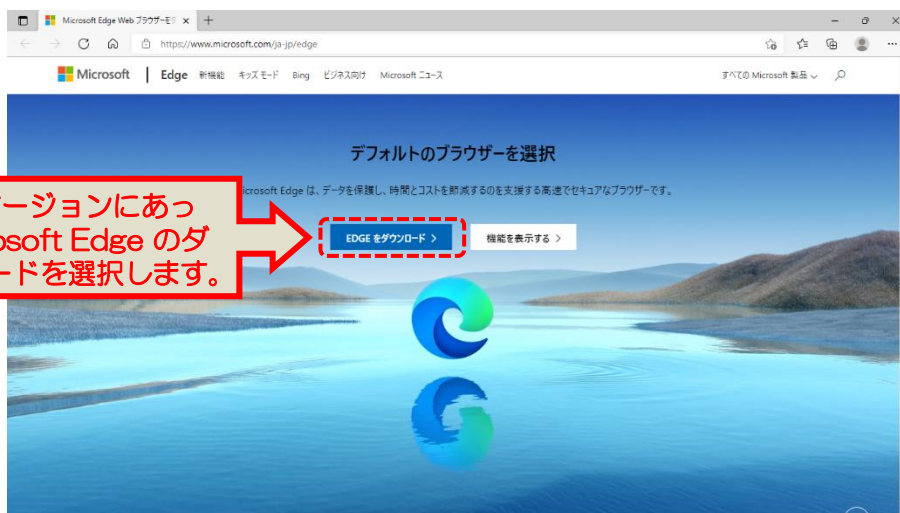 Microsoft Edge Web ブラウザーをダ
https://www.microsoft.com/ja-jp/edge
Microsoft | Edge 新機能 キッズ モード Bing ビジネス向け Microsoft ニュース すべての Microsoft 製品
デフォルトのブラウザーを選択
icrosoft Edge は、データを保護し、時間とコストを節減するのを支援する高速でセキュアなブラウザーです。
ージョンにあっ
osoft Edge のダ
ードを選択します。
EDGE をダウンロード > 機能を表示する >